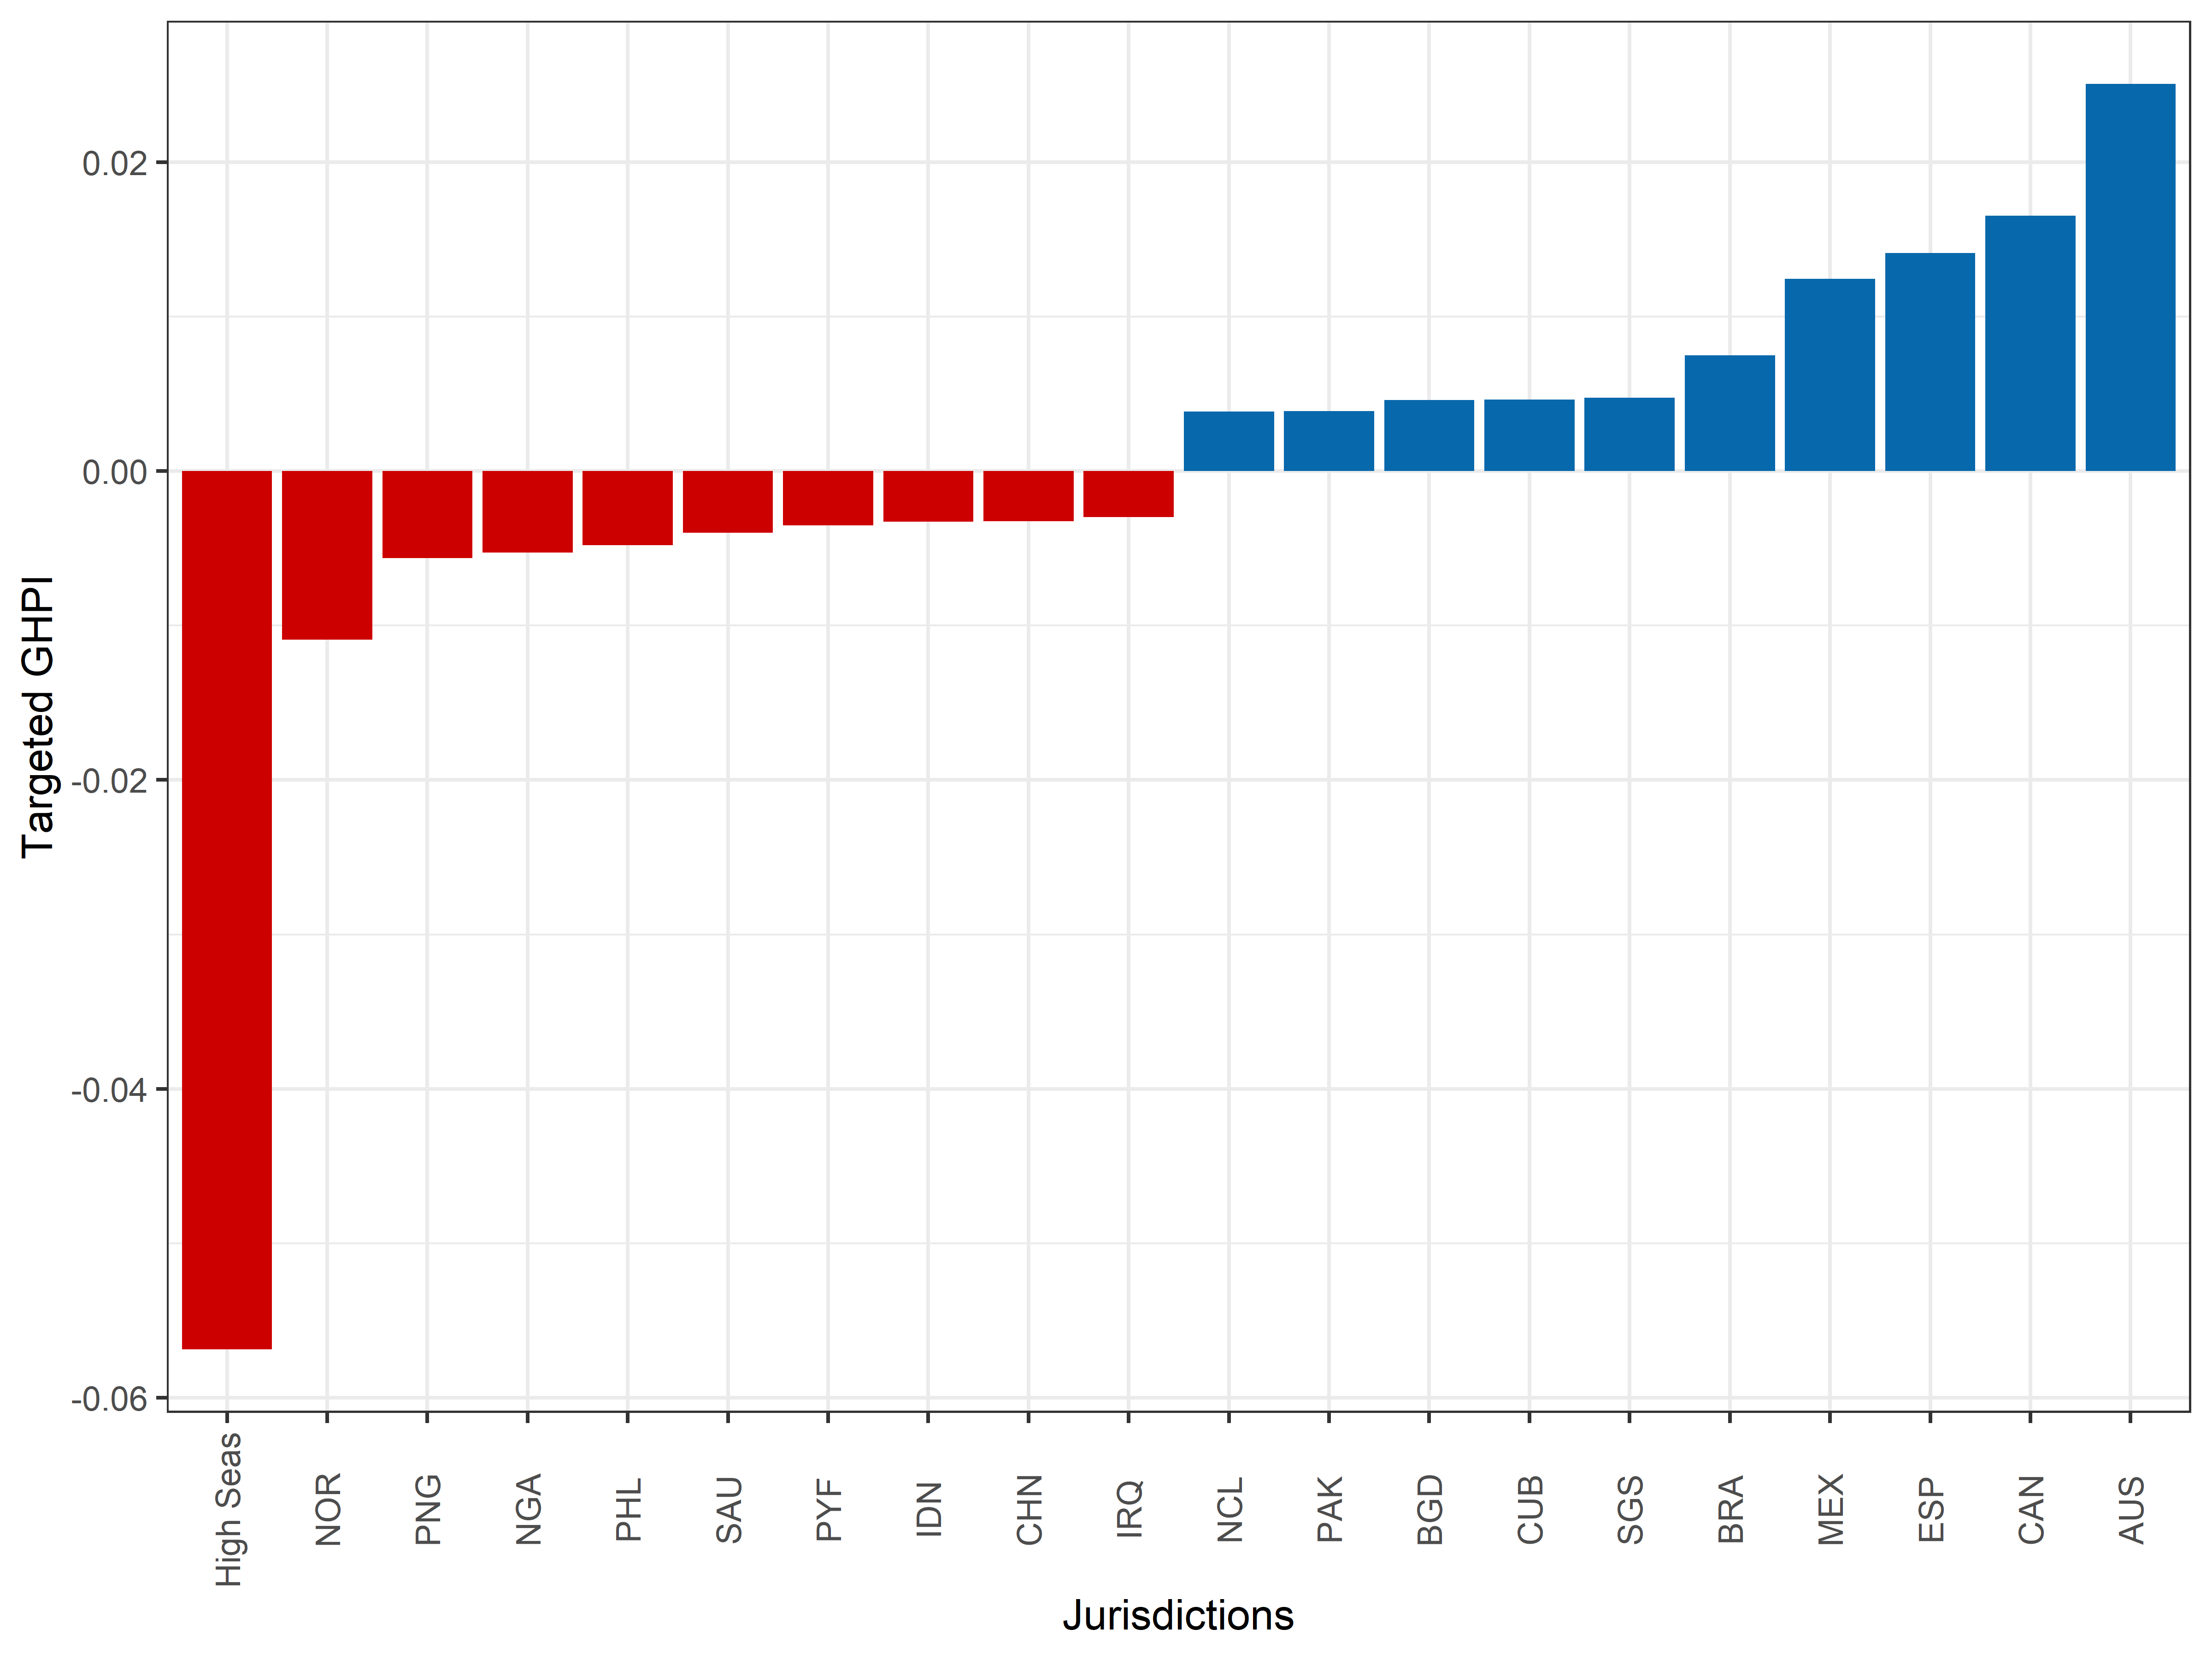 Targeted GHPI
0.02
0.00
-0.02
-0.04
-0.06
High Seas
NOR
PNG
NGA
PHL
SAU
PYF
IDN
CHN
IRQ
NCL
PAK
BGD
CUB
SGS
BRA
MEX
ESP
CAN
AUS
Jurisdictions